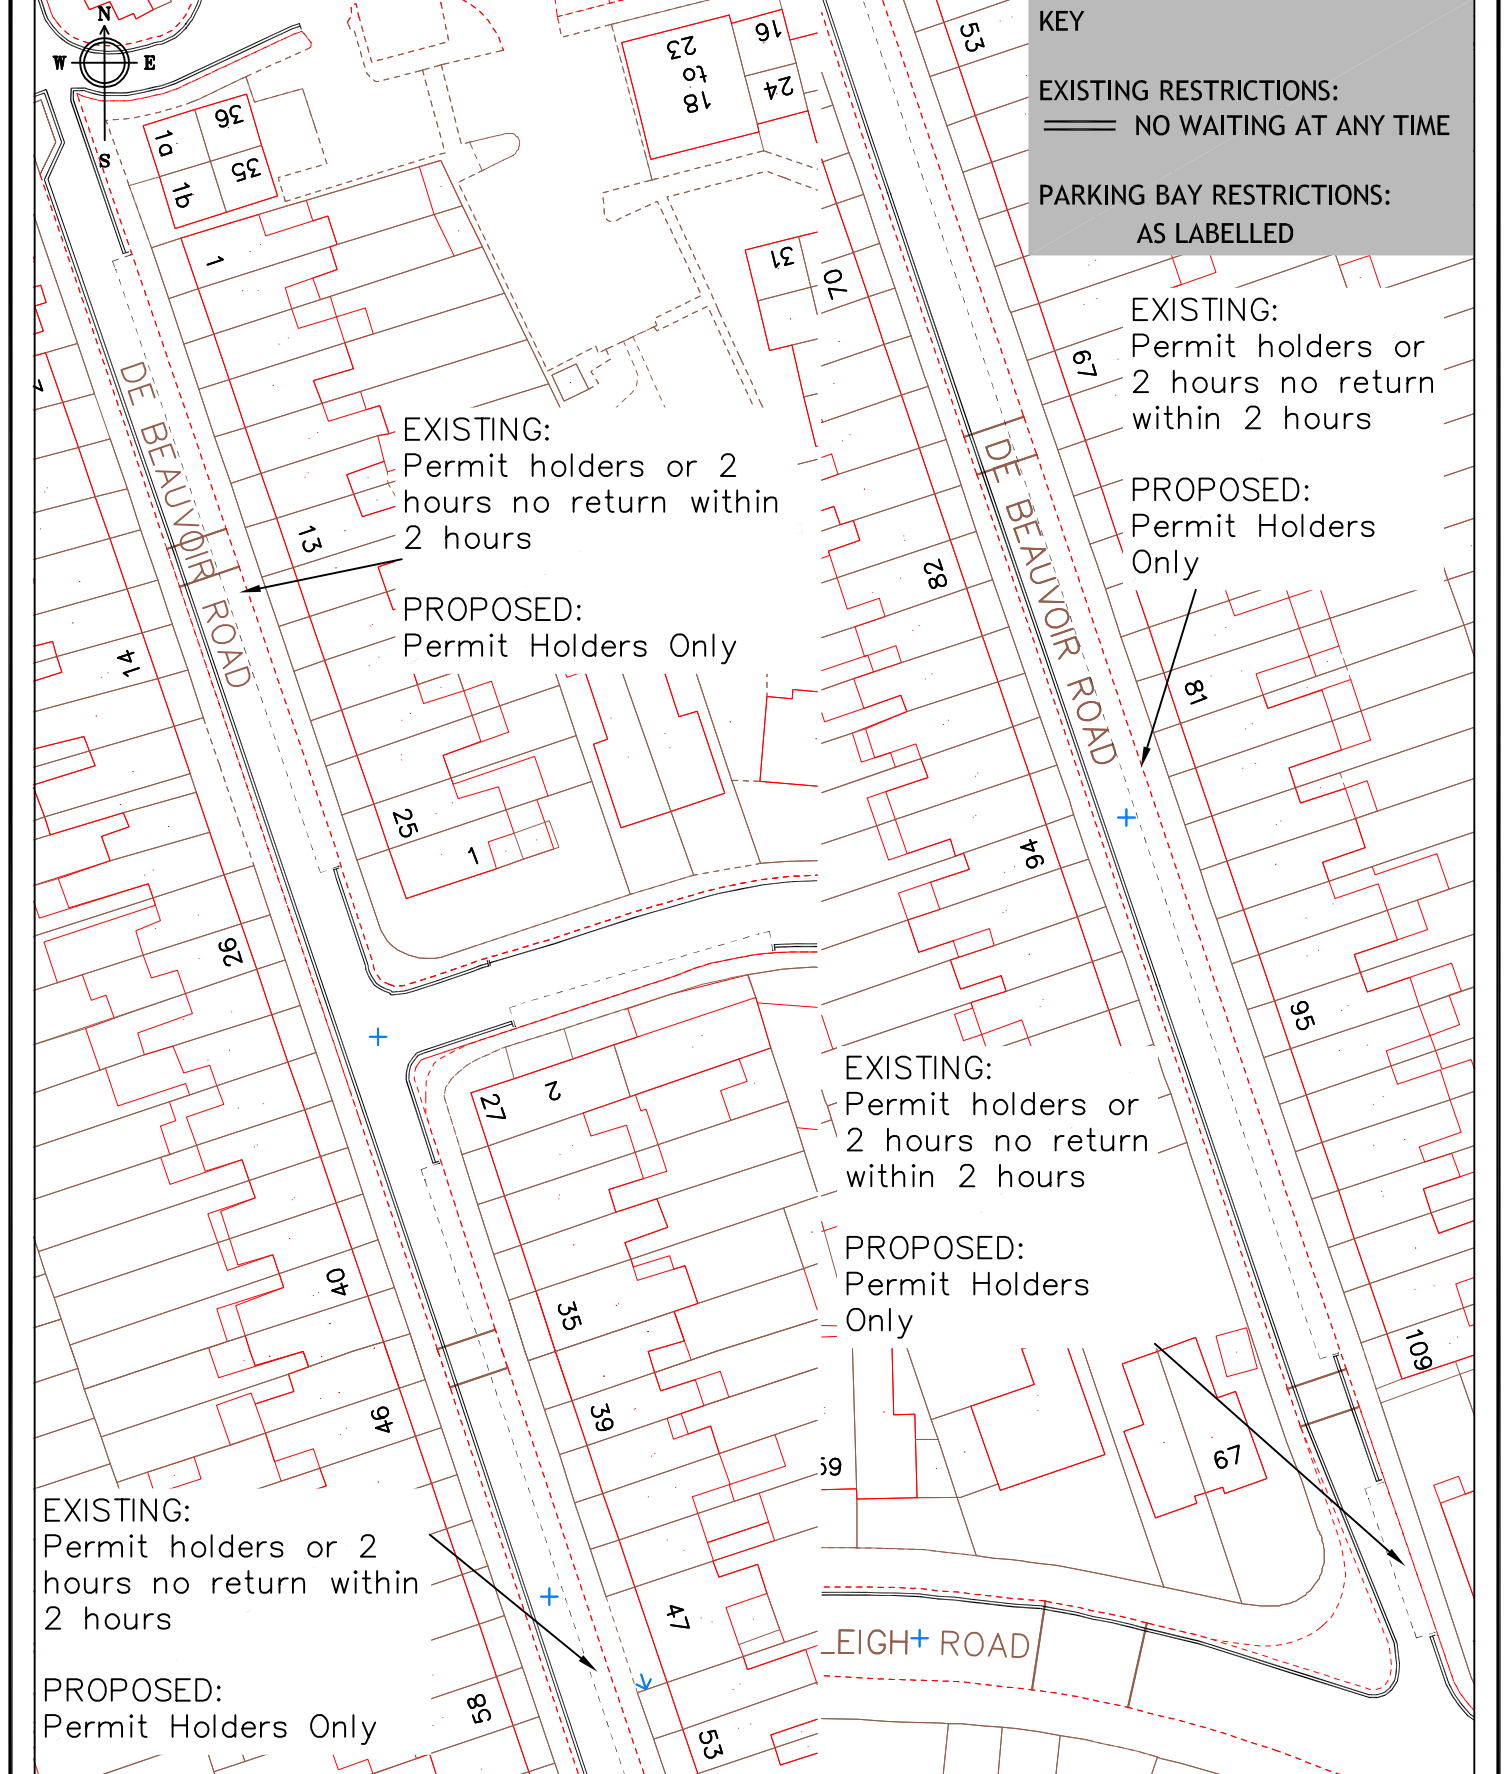 N
W E
S
KEY
EXISTING RESTRICTIONS:
NO WAITING AT ANY TIME
PARKING BAY RESTRICTIONS:
AS LABELLED
36
1a
35
1b
1
DE BEAUVOIR ROAD
EXISTING:
Permit holders or 2
hours no return within
2 hours
PROPOSED:
Permit Holders Only
13
14
25
1
26
2
27
40
35
39
46
EXISTING:
Permit holders or 2
hours no return within
2 hours
PROPOSED:
Permit Holders Only
47
58
53
18
to
23
16
24
31
53
70
67
EXISTING:
Permit holders or
2 hours no return
within 2 hours
PROPOSED:
Permit Holders
Only
DE BEAUVOIR ROAD
82
81
94
95
EXISTING:
Permit holders or
2 hours no return
within 2 hours
PROPOSED:
Permit Holders
Only
109
59
67
LEIGH ROAD